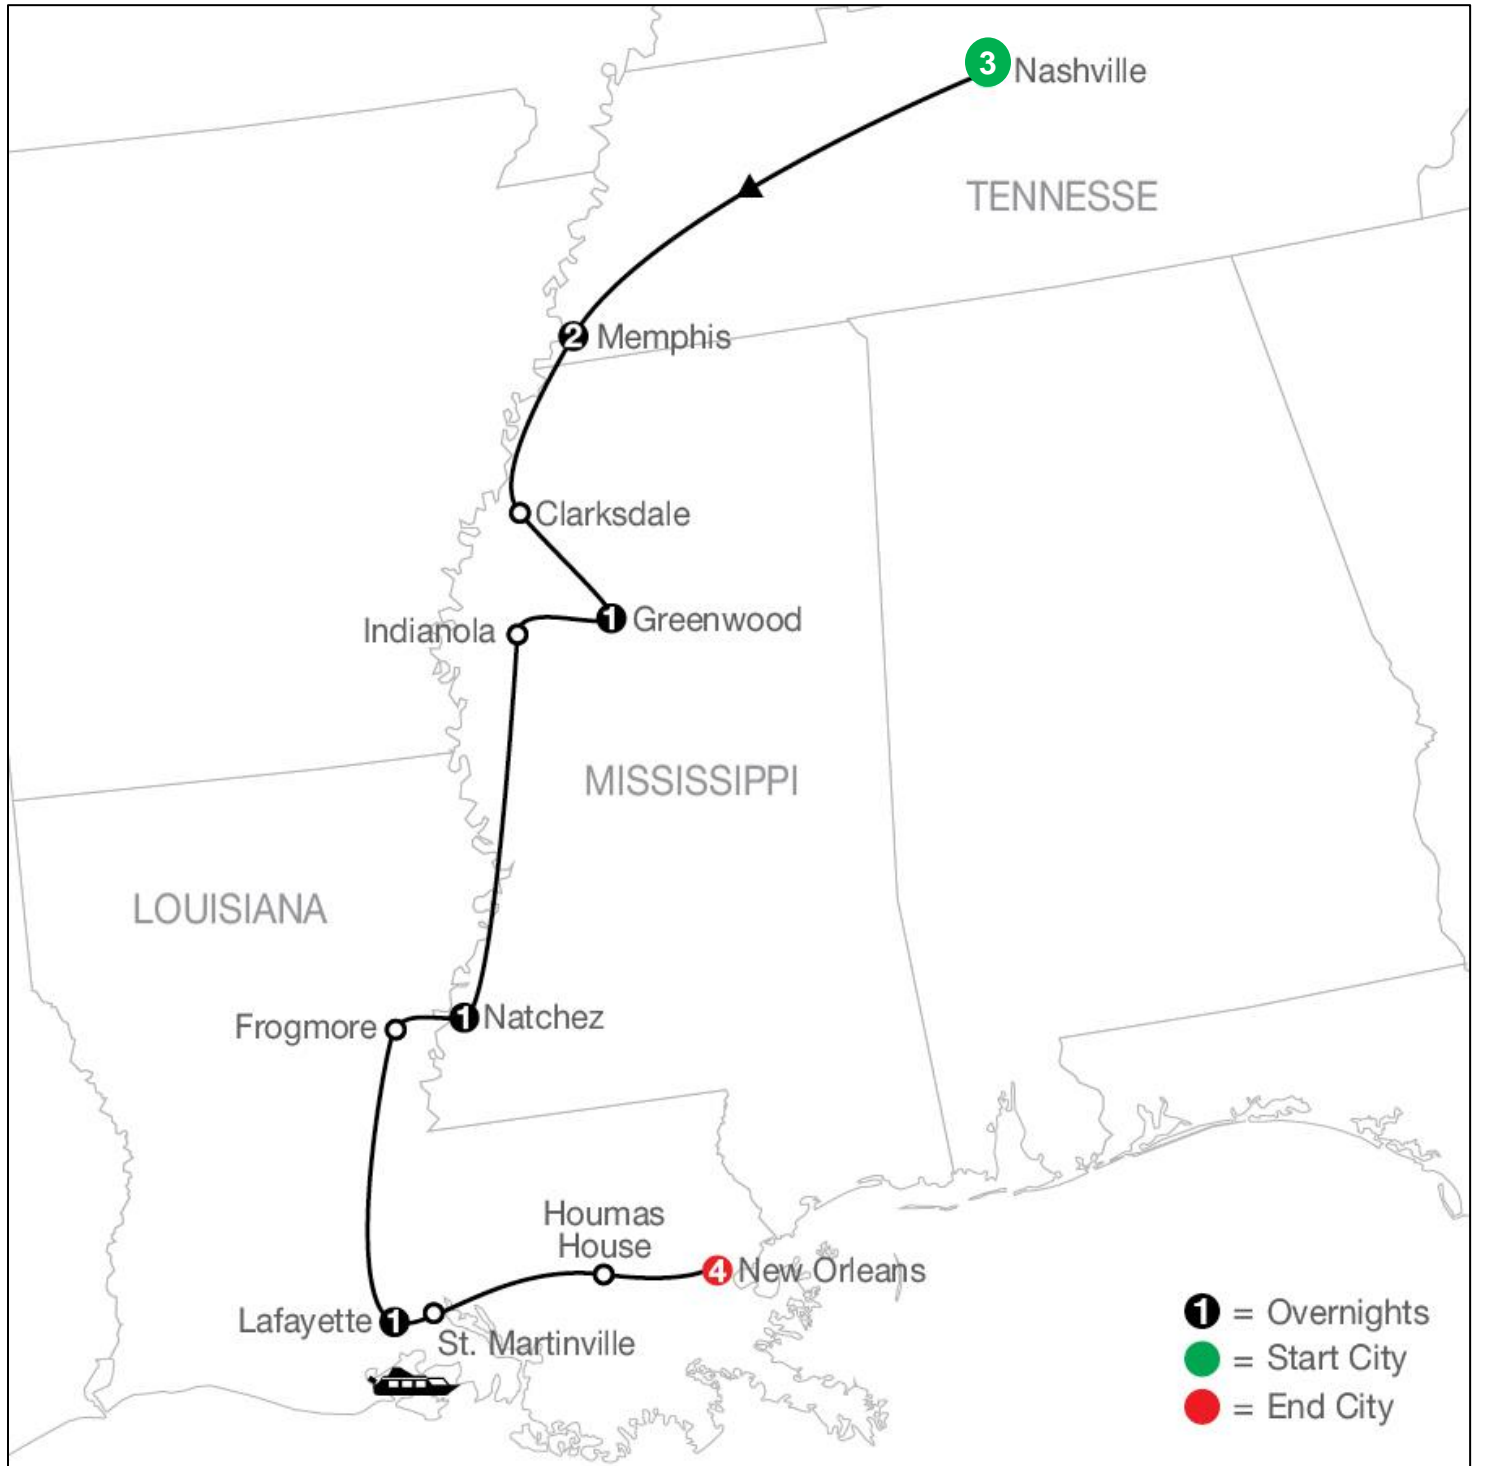 3 Nashville
TENNESSE
2 Memphis
Clarksdale
1 Greenwood
Indianola
MISSISSIPPI
LOUISIANA
1 Natchez
Frogmore
Houmas
House
4 New Orleans
Lafayette 1
St. Martinville
1 = Overnights
= Start City
= End City